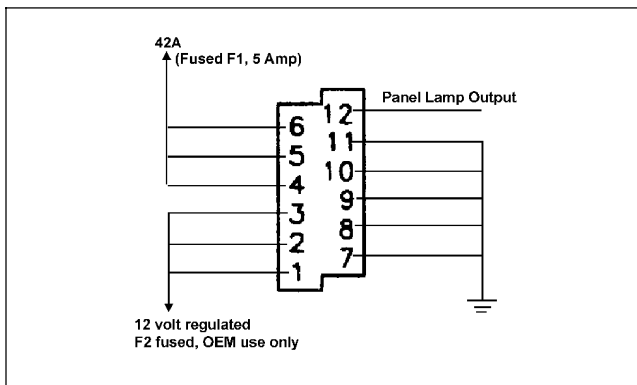 42A
(Fused F1, 5 Amp)
Panel Lamp Output
12
6
11
5
10
4
9
3
8
2
7
1
12 volt regulated
F2 fused, OEM use only